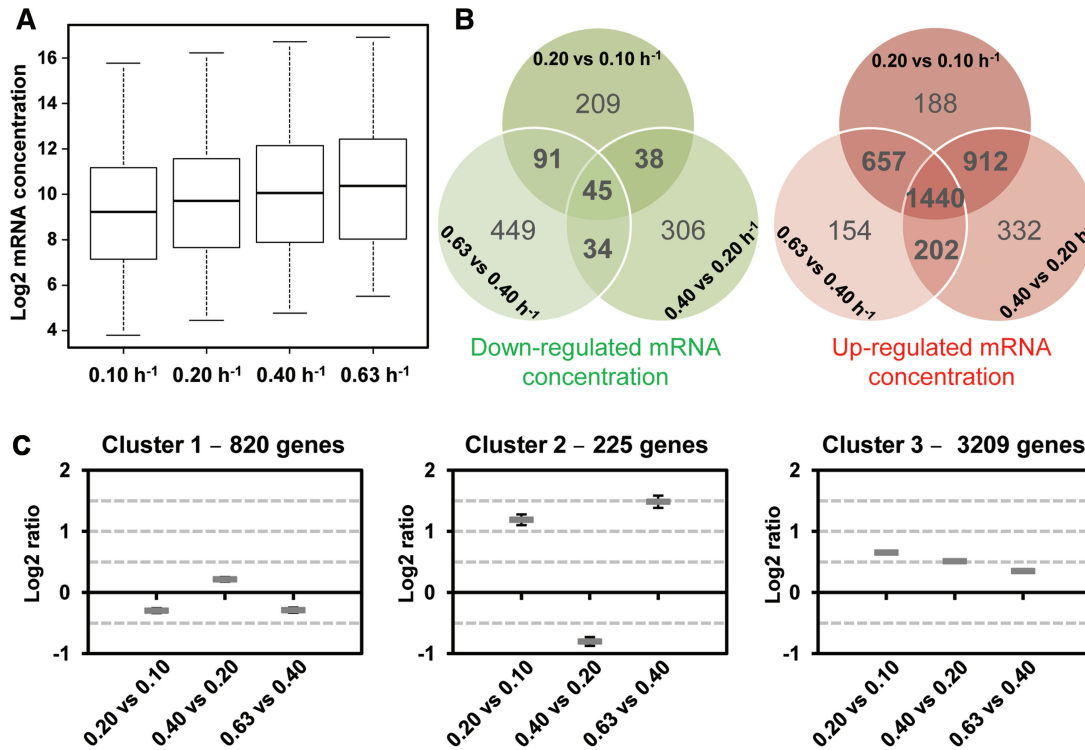 A
Log2 mRNA concentration
16
14
12
10
8
6
4
0.10 h⁻¹ 0.20 h⁻¹ 0.40 h⁻¹ 0.63 h⁻¹
B
0.20 vs 0.10 h⁻¹
209
91 38
45
449 34 306
0.63 vs 0.40 h⁻¹
0.40 vs 0.20 h⁻¹
Down-regulated mRNA
concentration
0.20 vs 0.10 h⁻¹
188
657 912
1440
154 202 332
0.63 vs 0.40 h⁻¹
0.40 vs 0.20 h⁻¹
Up-regulated mRNA
concentration
C
Cluster 1 – 820 genes
Log2 ratio
2
1
0
-1
0.20 vs 0.10
0.40 vs 0.20
0.63 vs 0.40
Cluster 2 – 225 genes
Log2 ratio
2
1
0
-1
0.20 vs 0.10
0.40 vs 0.20
0.63 vs 0.40
Cluster 3 – 3209 genes
Log2 ratio
2
1
0
-1
0.20 vs 0.10
0.40 vs 0.20
0.63 vs 0.40